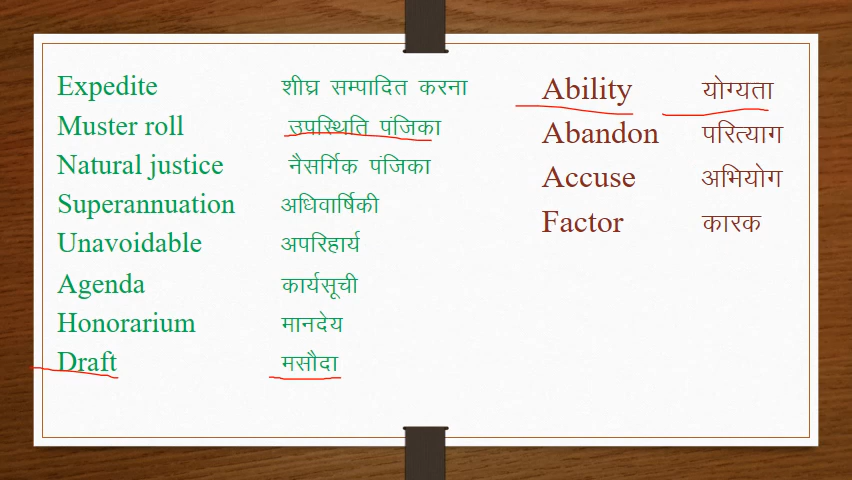 Expedite शीघ्र सम्पादित करना
Muster roll उपस्थिति पंजिका
Natural justice नैसर्गिक पंजिका
Superannuation अधिवार्षिकी
Unavoidable अपरिहार्य
Agenda कार्यसूची
Honorarium मानदेय
Draft मसौदा
Ability योग्यता
Abandon परित्याग
Accuse अभियोग
Factor कारक